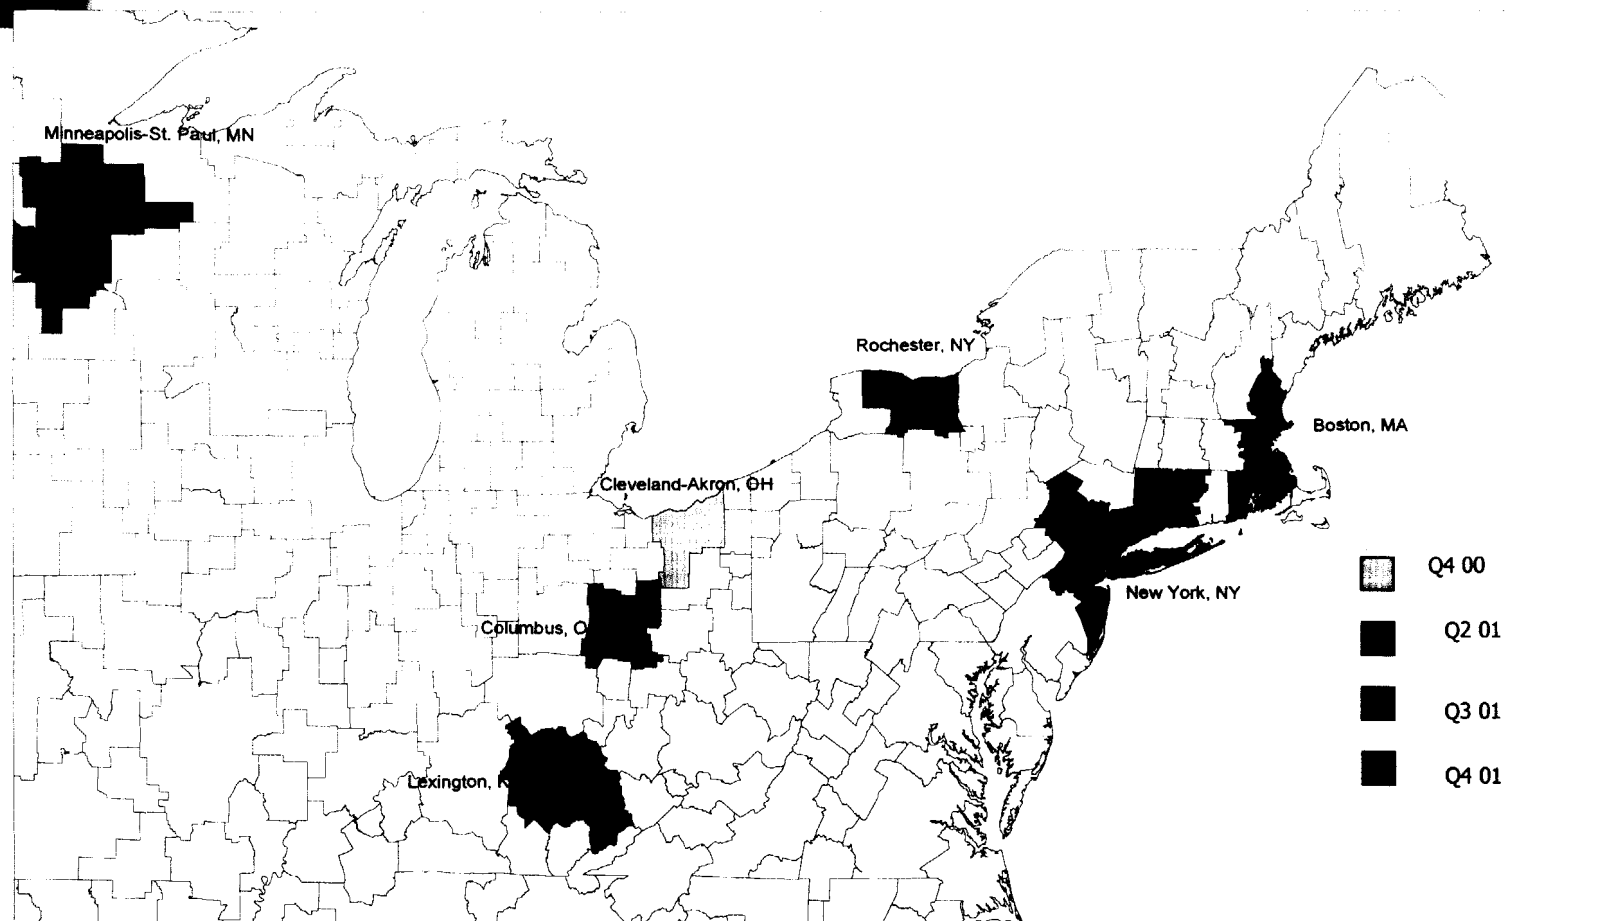 Minneapolis-St. Paul, MN
Rochester, NY
Boston, MA
Cleveland-Akron, OH
Q4 00
New York, NY
Columbus, O
Q2 01
Q3 01
Q4 01
Lexington,